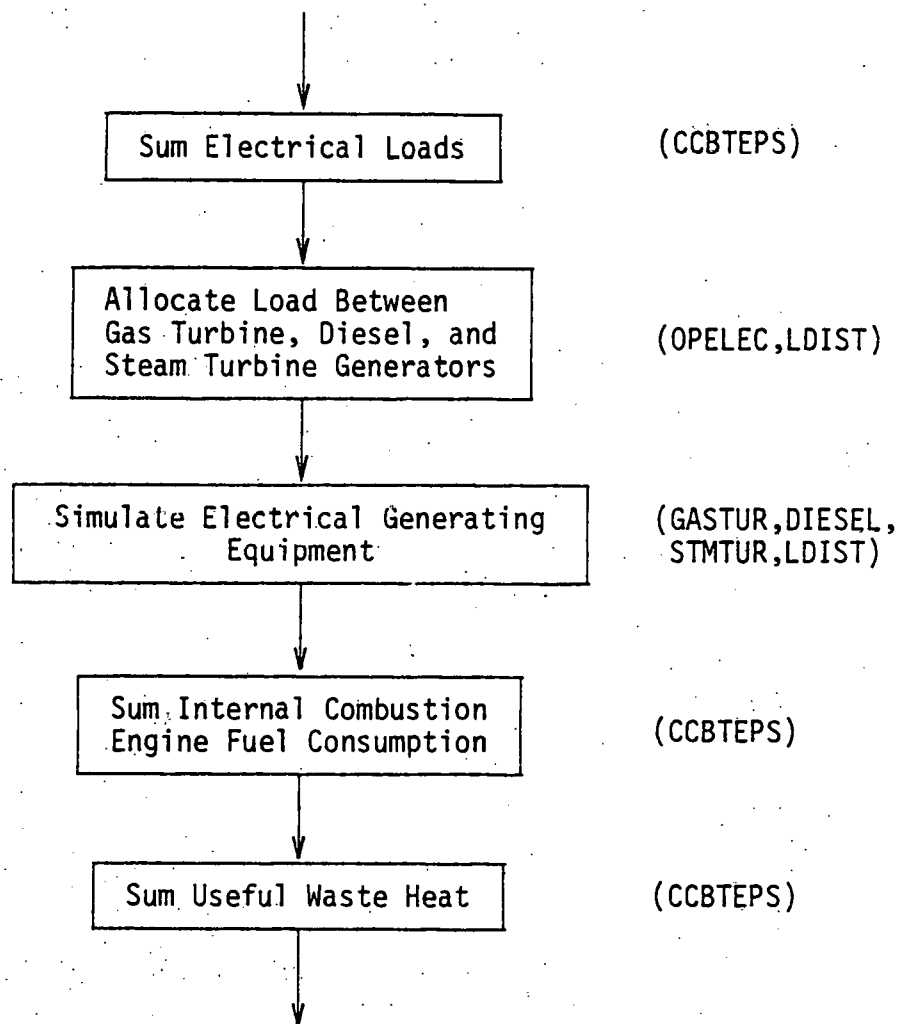 Sum Electrical Loads (CCBTEPS)
Allocate Load Between
Gas Turbine, Diesel, and (OPELEC,LDIST)
Steam Turbine Generators
Simulate Electrical Generating (GASTUR,DIESEL,
Equipment STMTUR,LDIST)
Sum Internal Combustion
Engine Fuel Consumption (CCBTEPS)
Sum Useful Waste Heat (CCBTEPS)